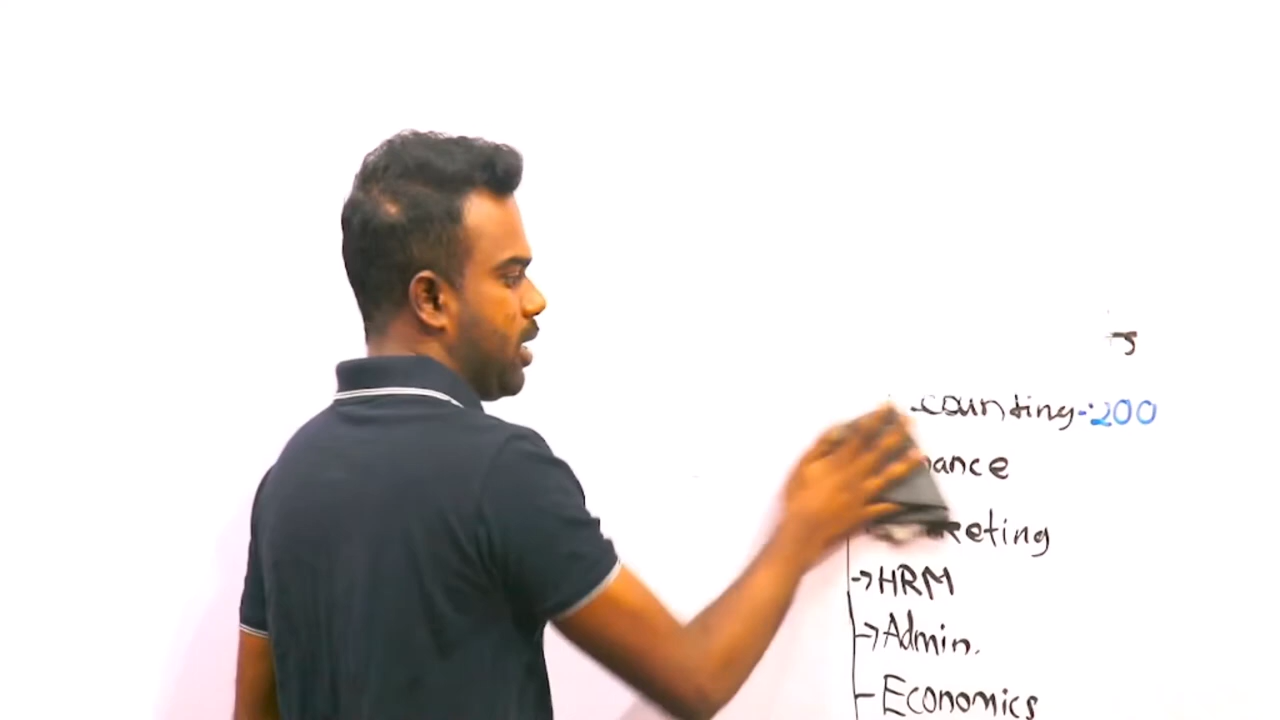 counting-:200
ance
eting
→HRM
→Admin.
-Economics